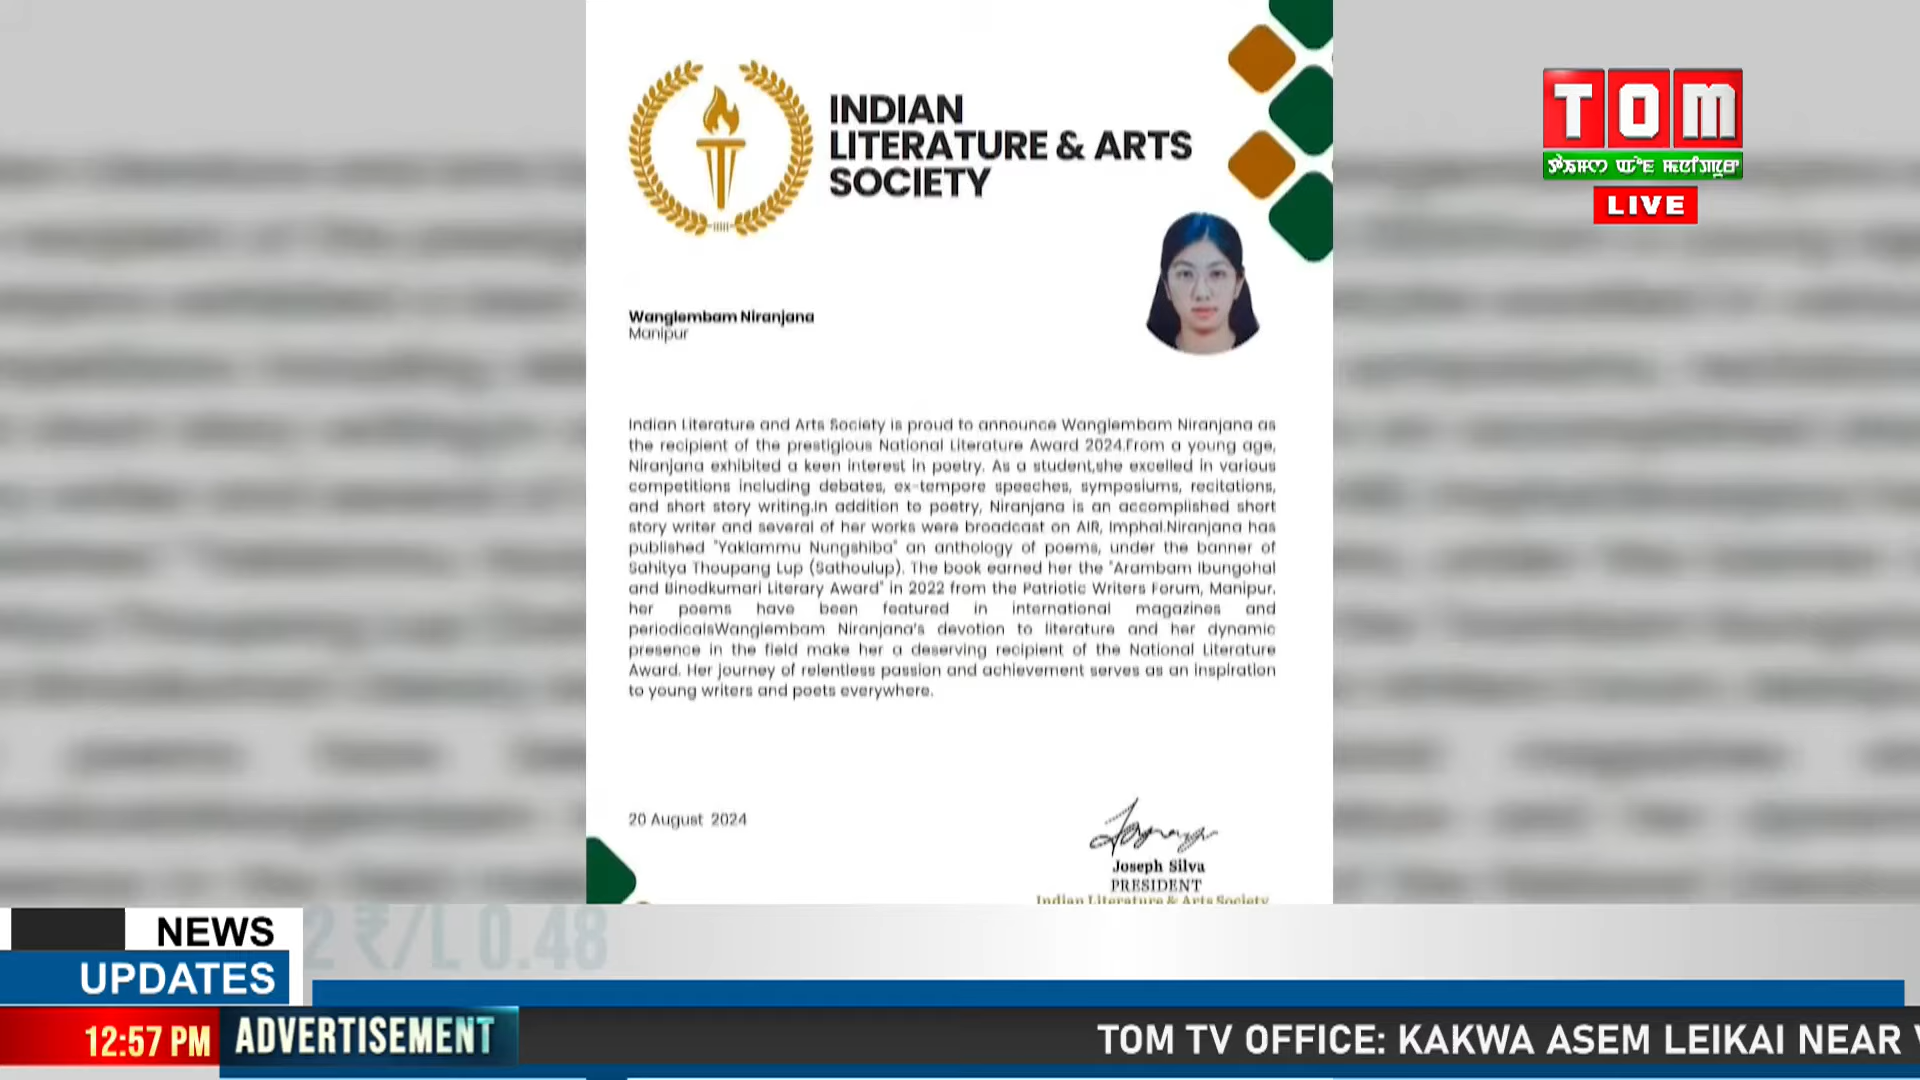 INDIAN
LITERATURE & ARTS
SOCIETY
TOM
LIVE
Wanglembam Niranjana
Manipur
Indian Literature and Arts Society is proud to announce Wanglembam Niranjana as
the recipient of the prestigious National Literature Award 2024.From a young age,
Niranjana exhibited a keen interest in poetry. As a student,she excelled in various
competitions including debates, ex-tempore speeches, symposiums, recitations,
and short story writing.In addition to poetry, Niranjana is an accomplished short
story writer and several of her works were broadcast on AIR, Imphal.Niranjana has
published "Yaklammu Nungshiba" an anthology of poems, under the banner of
Sahitya Thoupang Lup (Sathoulup). The book earned her the "Arambam Ibungohal
and Binodkumari Literary Award" in 2022 from the Patriotic Writers Forum, Manipur.
her poems have been featured in international magazines and
periodicalsWanglembam Niranjana's devotion to literature and her dynamic
presence in the field make her a deserving recipient of the National Literature
Award. Her journey of relentless passion and achievement serves as an inspiration
to young writers and poets everywhere.
20 August 2024
Joseph Silva
PRESIDENT
Indian Literature & Arts Society
2 ₹/L 0.48
NEWS
UPDATES
12:57 PM
ADVERTISEMENT
TOM TV OFFICE: KAKWA ASEM LEIKAI NEAR